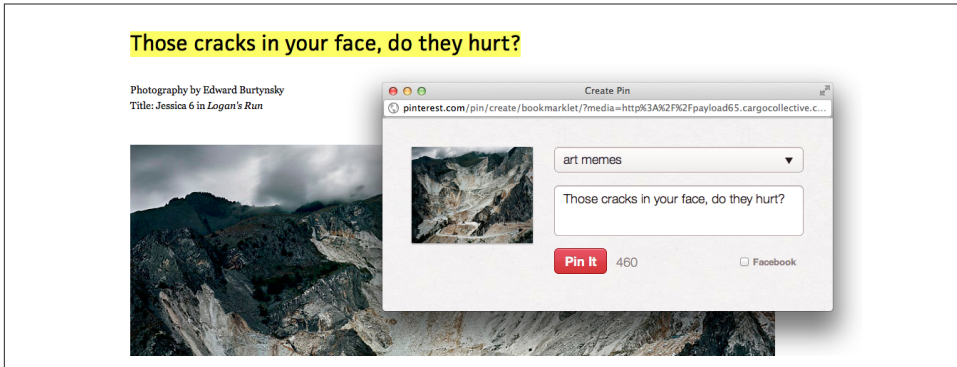 Those cracks in your face, do they hurt?
Photography by Edward Burtynsky
Title: Jessica 6 in Logan's Run
Create Pin
pinterest.com/pin/create/bookmarklet/?media=http%3A%2F%2Fpayload65.cargocollective.c...
art memes
Those cracks in your face, do they hurt?
Pin It 460 Facebook